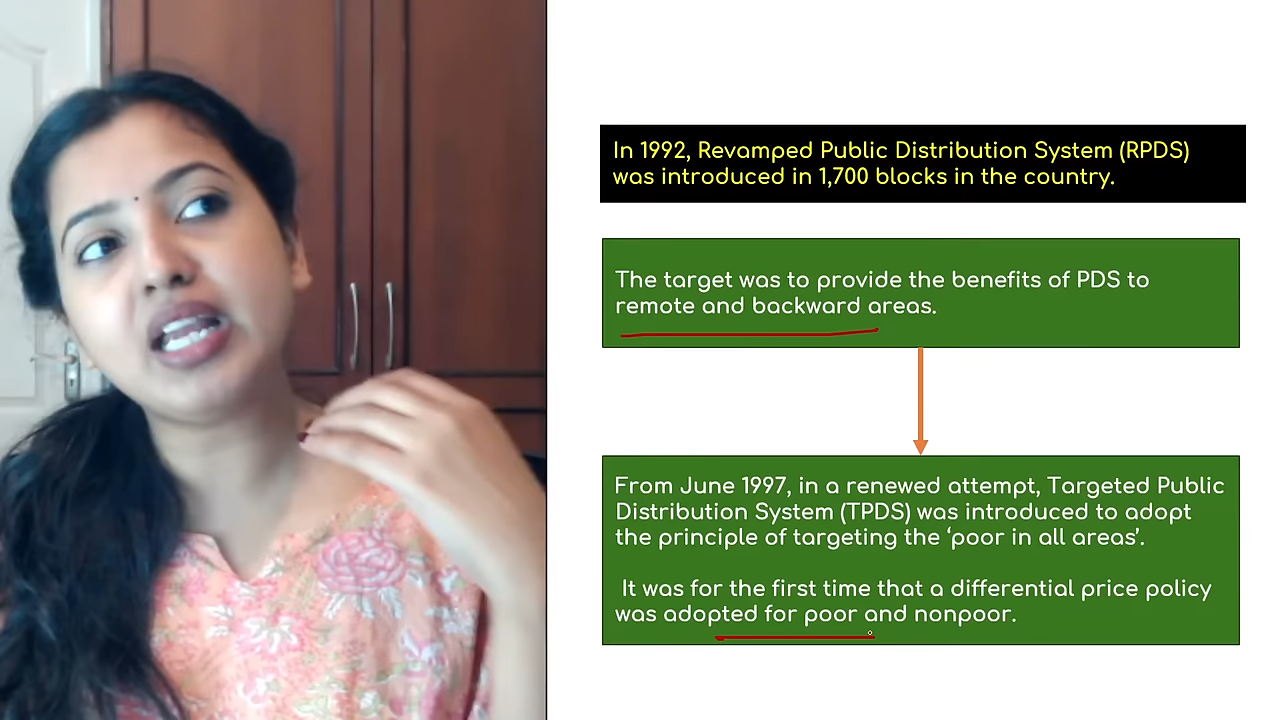 In 1992, Revamped Public Distribution System (RPDS)
was introduced in 1,700 blocks in the country.
The target was to provide the benefits of PDS to
remote and backward areas.
From June 1997, in a renewed attempt, Targeted Public
Distribution System (TPDS) was introduced to adopt
the principle of targeting the ‘poor in all areas’.
It was for the first time that a differential price policy
was adopted for poor and nonpoor.